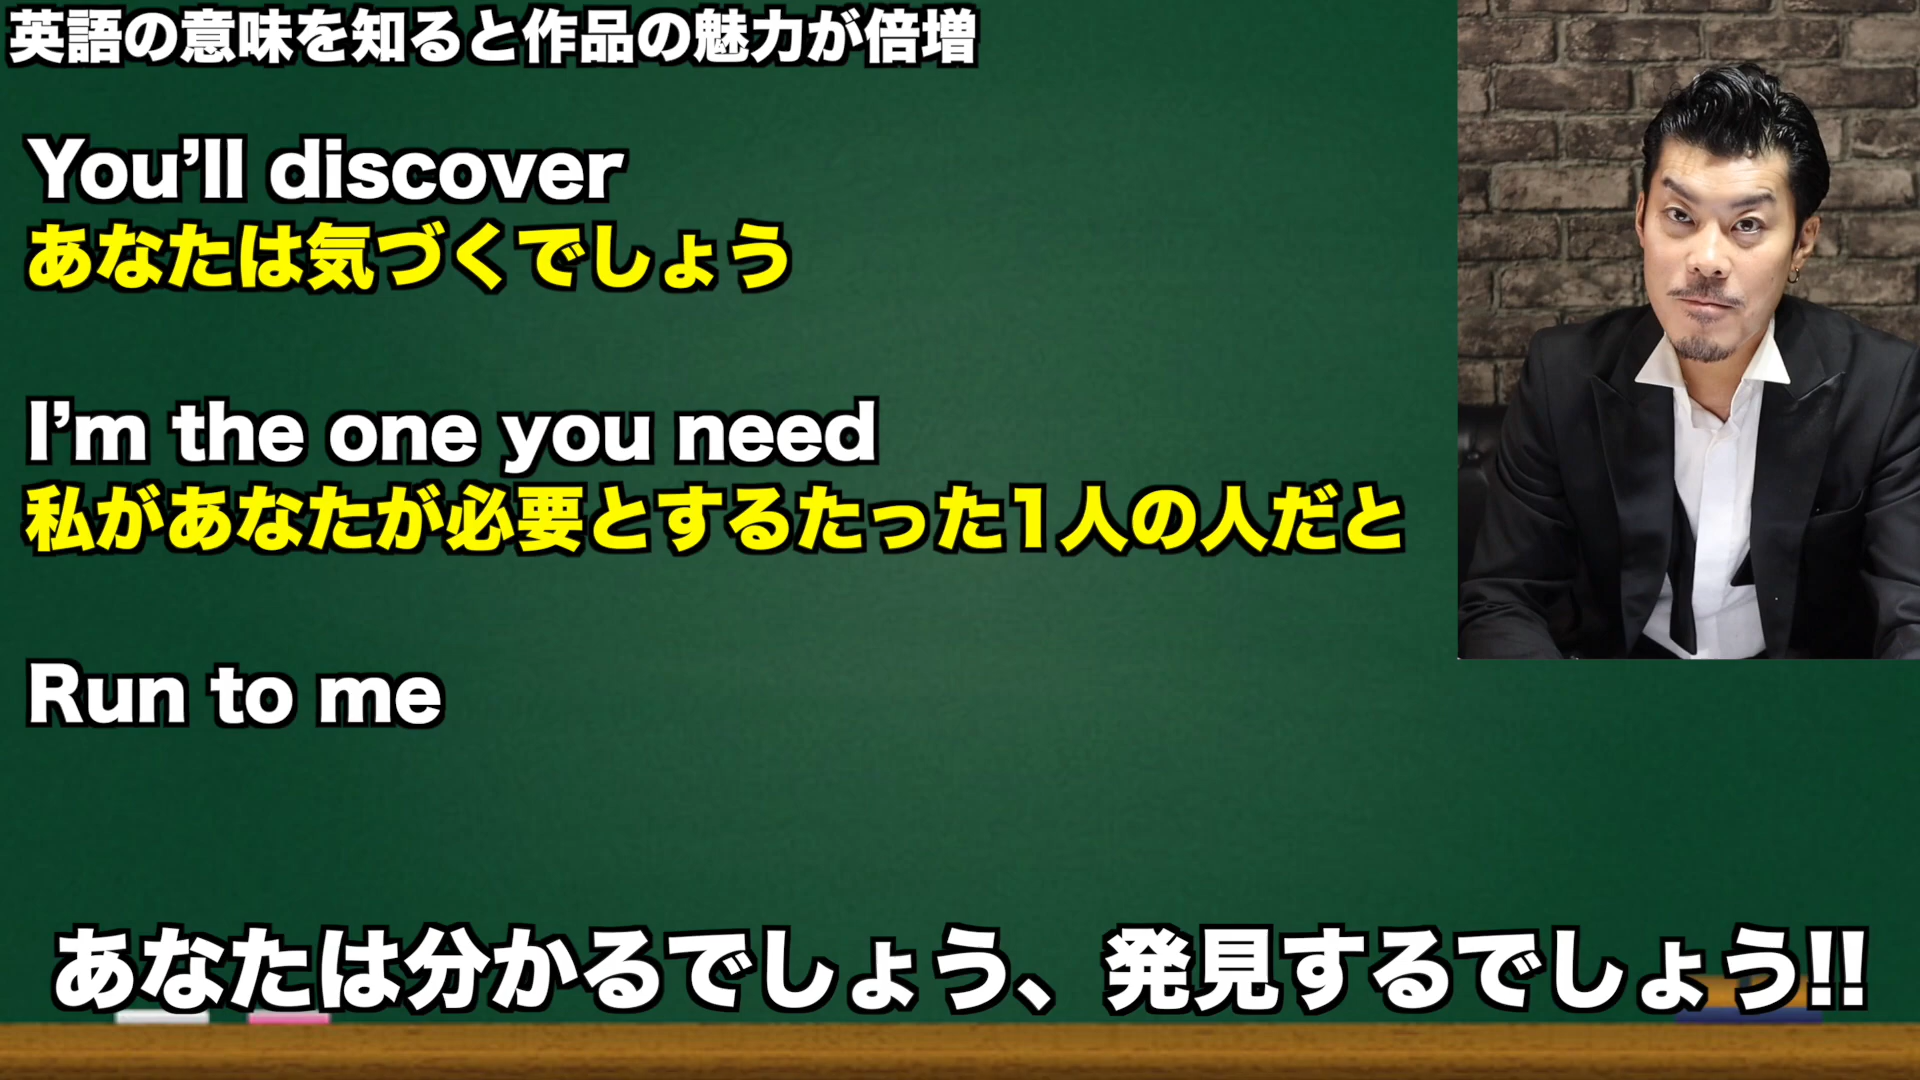 英語の意味を知ると作品の魅力が倍増
You’ll discover
あなたは気づくでしょう
I’m the one you need
私があなたが必要とするたった1人の人だと
Run to me
あなたは分かるでしょう、発見するでしょう!!